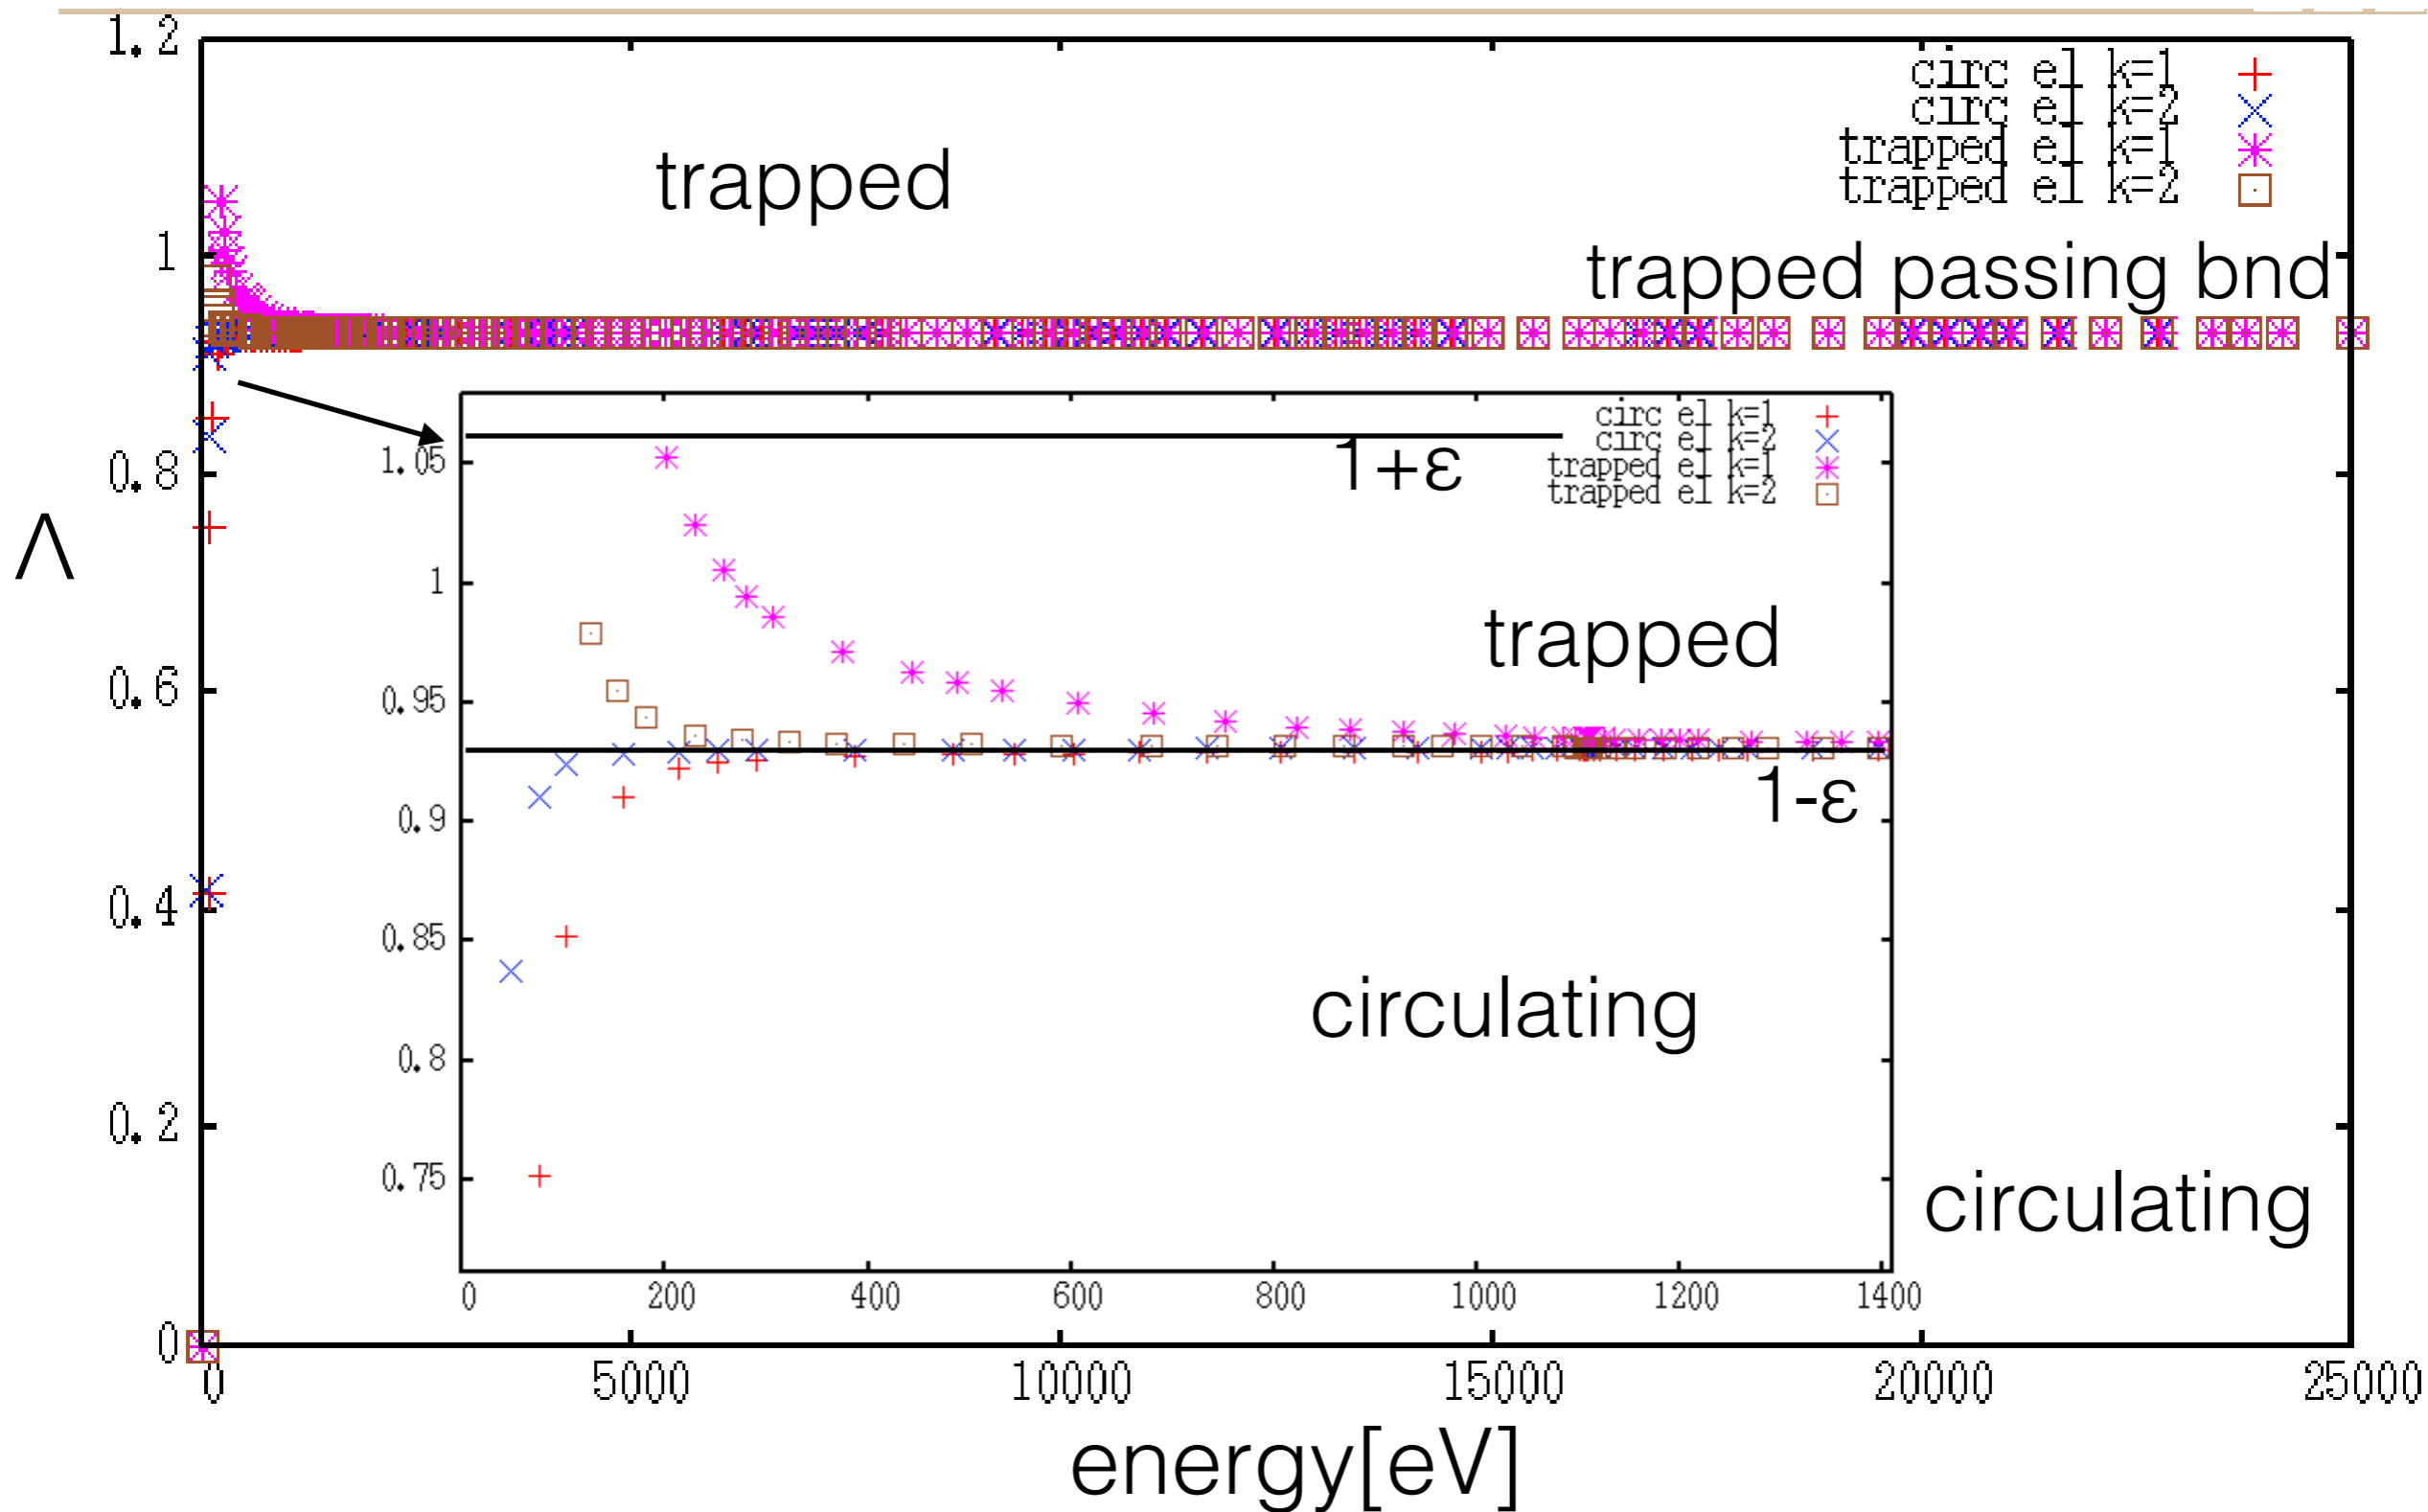 1.2
circ el k=1
circ el k=2
trapped el k=1
trapped el k=2
trapped
1
trapped passing bnd
circ el k=1
circ el k=2
trapped el k=1
trapped el k=2
1+ε
1.05
0.8
Λ
1
trapped
0.6
0.95
1-ε
0.9
0.4
0.85
circulating
0.8
0.2
0.75
circulating
0 200 400 600 800 1000 1200 1400
0
0 5000 10000 15000 20000 25000
energy[eV]